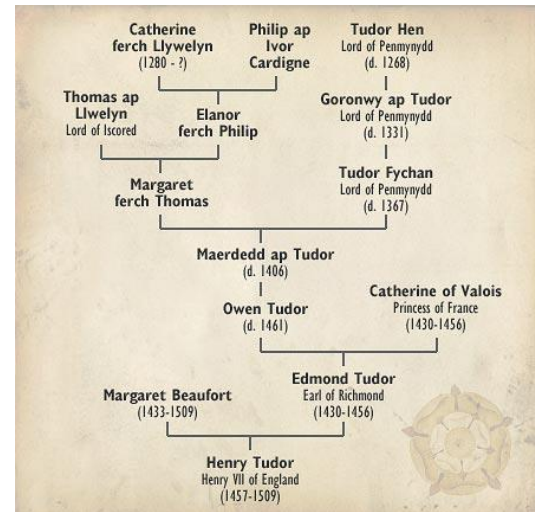 Catherine
ferch Llywelyn
(1280 - ?)
Philip ap
Ivor
Cardigne
Tudor Hen
Lord of Penmynydd
(d. 1268)
Thomas ap
Llwelyn
Lord of Iscored
Elanor
ferch Philip
Goronwy ap Tudor
Lord of Penmynydd
(d. 1331)
Margaret
ferch Thomas
Tudor Fychan
Lord of Penmynydd
(d. 1367)
Maerdedd ap Tudor
(d. 1406)
Owen Tudor
(d. 1461)
Catherine of Valois
Princess of France
(1430-1456)
Margaret Beaufort
(1433-1509)
Edmond Tudor
Earl of Richmond
(1430-1456)
Henry Tudor
Henry VII of England
(1457-1509)